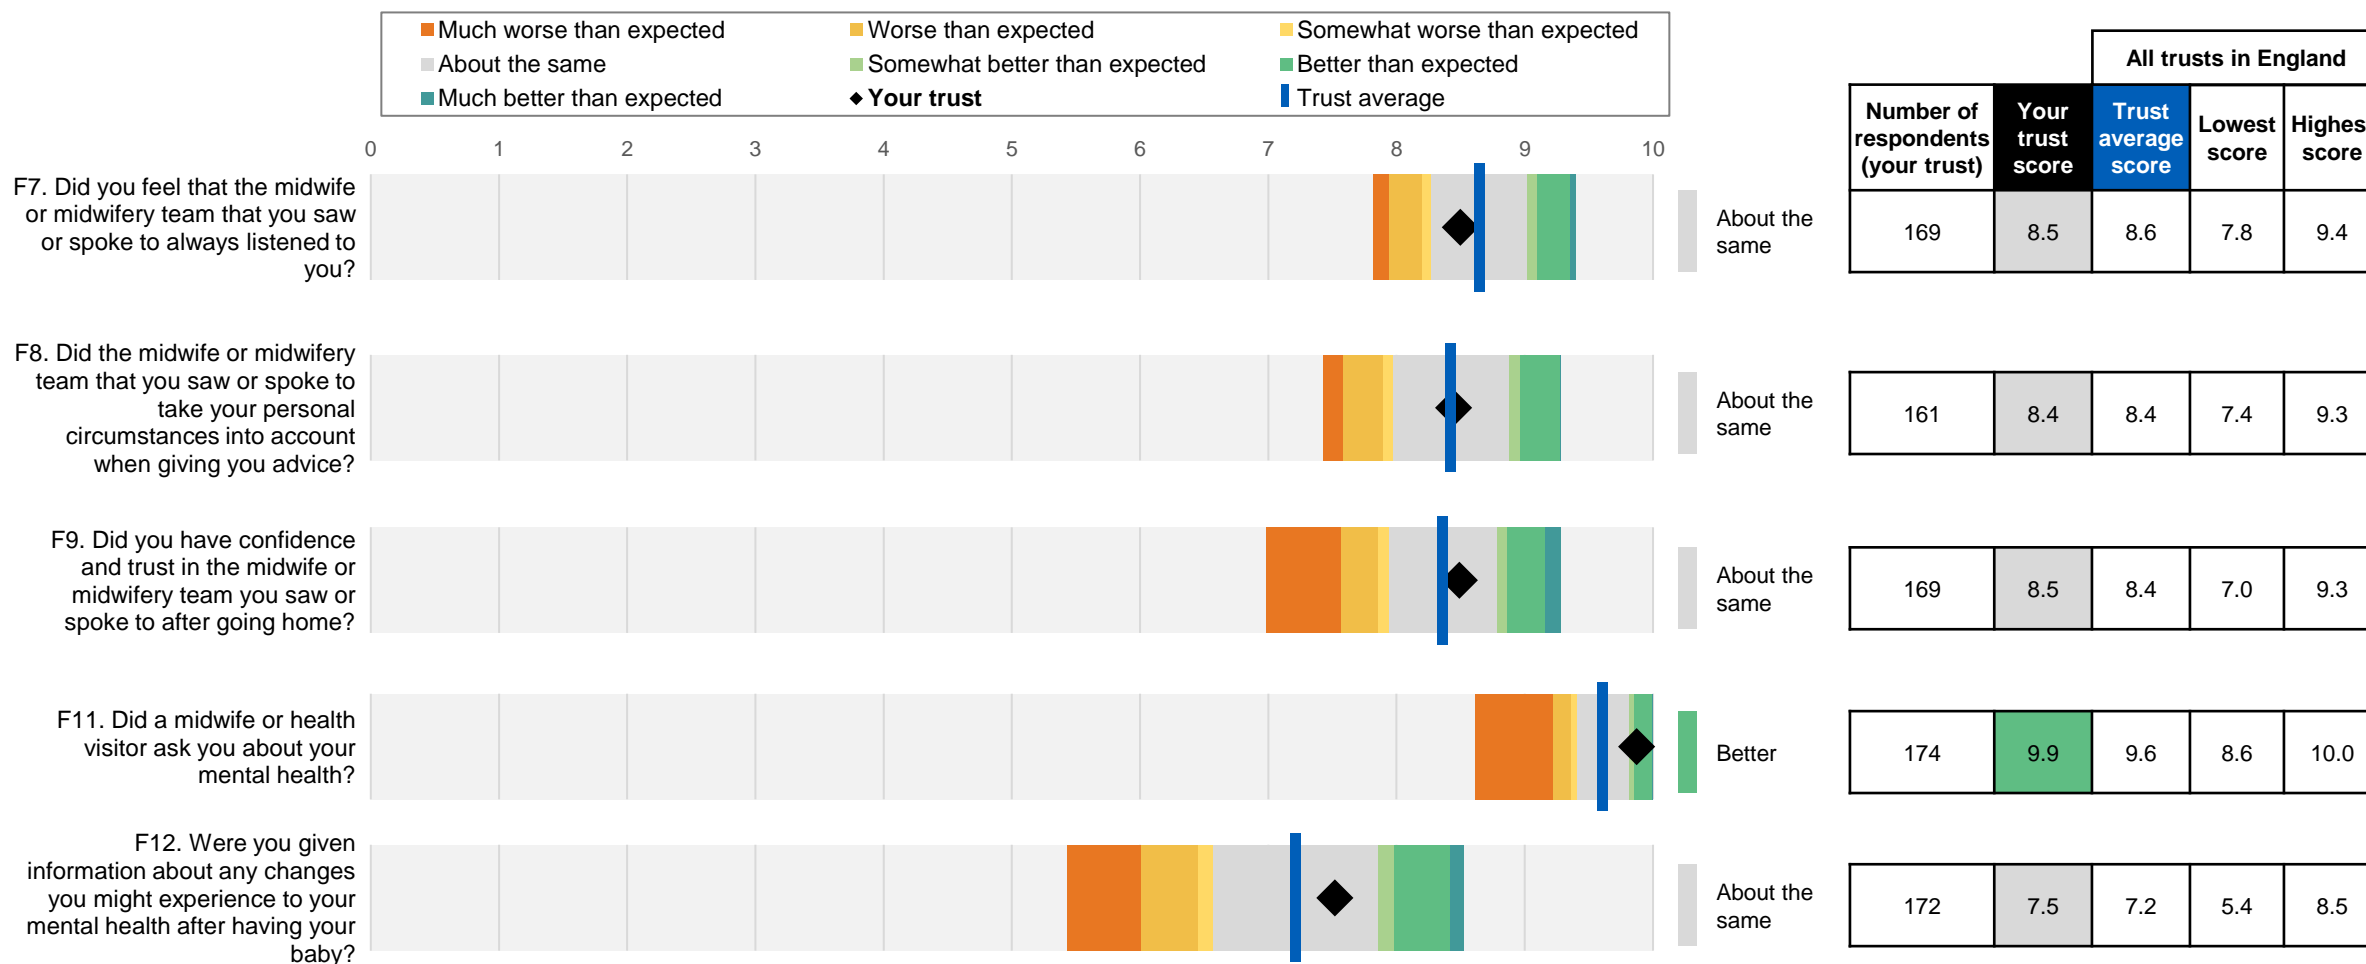 Much worse than expected
Worse than expected
Somewhat worse than expected
About the same
Somewhat better than expected
Better than expected
Much better than expected
Your trust
Trust average
All trusts in England
Number of
respondents
(your trust)
Your
trust
score
Trust
average
score
Lowest
score
Highes
score
0 1 2 3 4 5 6 7 8 9 10
F7. Did you feel that the midwife
or midwifery team that you saw
or spoke to always listened to
you?
About the
same
169 8.5 8.6 7.8 9.4
F8. Did the midwife or midwifery
team that you saw or spoke to
take your personal
circumstances into account
when giving you advice?
About the
same
161 8.4 8.4 7.4 9.3
F9. Did you have confidence
and trust in the midwife or
midwifery team you saw or
spoke to after going home?
About the
same
169 8.5 8.4 7.0 9.3
F11. Did a midwife or health
visitor ask you about your
mental health?
Better
174 9.9 9.6 8.6 10.0
F12. Were you given
information about any changes
you might experience to your
mental health after having your
baby?
About the
same
172 7.5 7.2 5.4 8.5